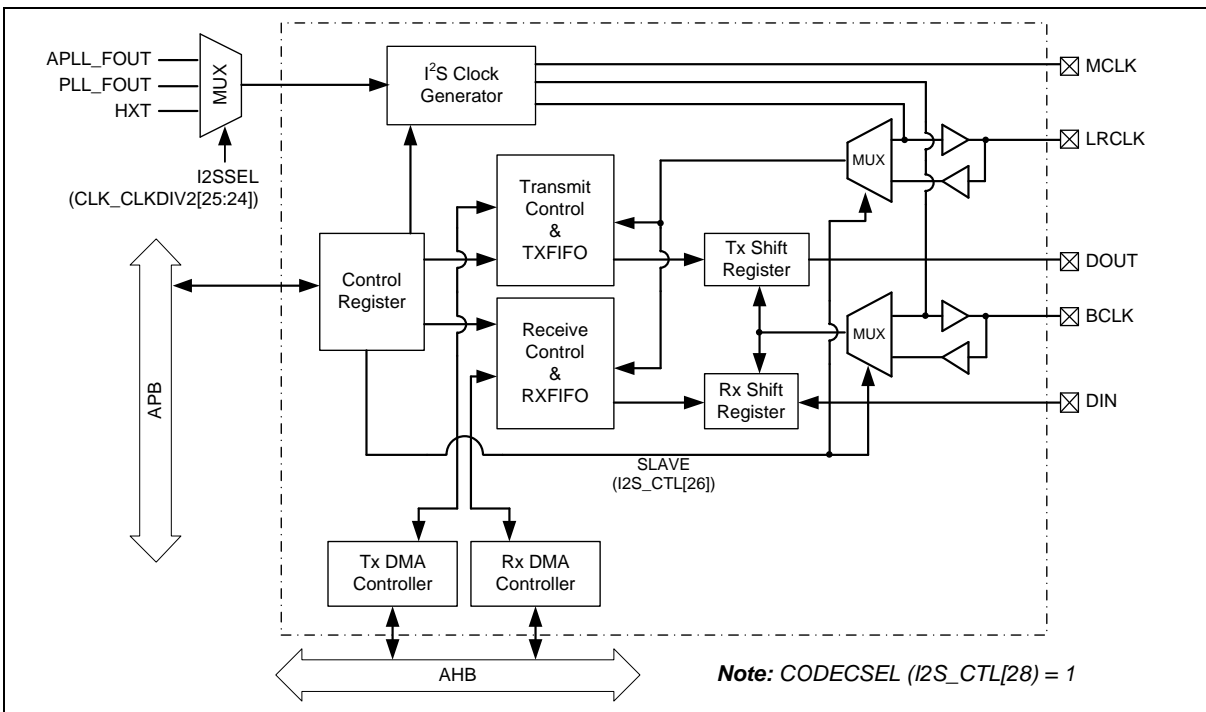 APLL_FOUT
PLL_FOUT
HXT
MUX
I2SSEL
(CLK_CLKDIV2[25:24])
I²S Clock
Generator
MCLK
LRCLK
MUX
Transmit
Control
&
TXFIFO
Tx Shift
Register
DOUT
Control
Register
BCLK
MUX
Receive
Control
&
RXFIFO
Rx Shift
Register
DIN
APB
SLAVE
(I2S_CTL[26])
Tx DMA
Controller
Rx DMA
Controller
AHB
Note: CODECSEL (I2S_CTL[28) = 1